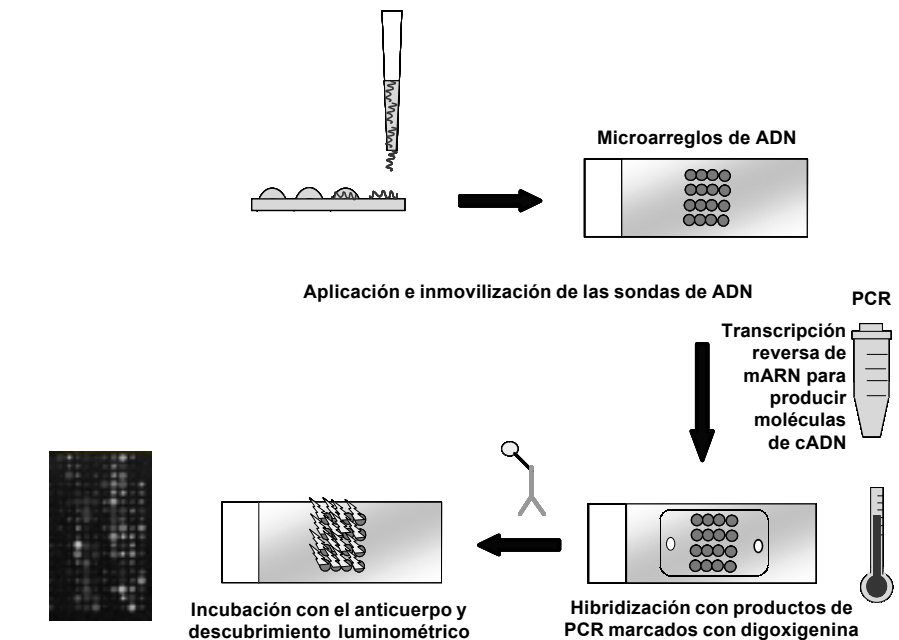 Microarreglos de ADN
Aplicación e inmovilización de las sondas de ADN
PCR
Transcripción
reversa de
mARN para
producir
moléculas
de cADN
Incubación con el anticuerpo y
descubrimiento luminométrico
Hibridización con productos de
PCR marcados con digoxigenina